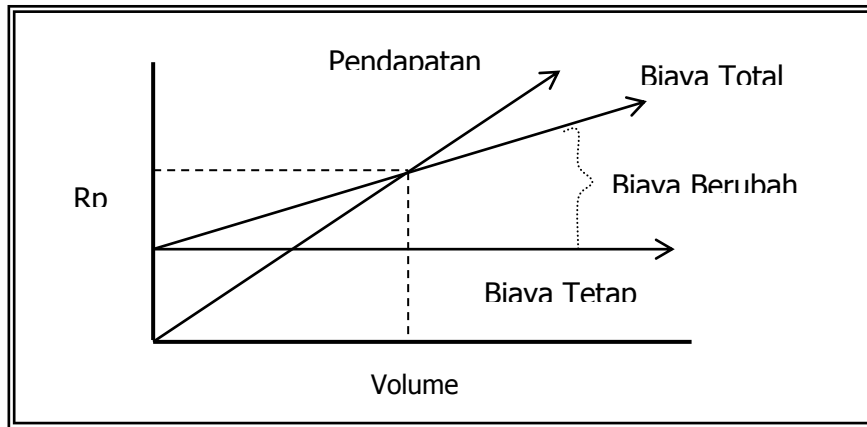 Pendapatan
Biaya Total
Rp
Biaya Berubah
Biaya Tetap
Volume